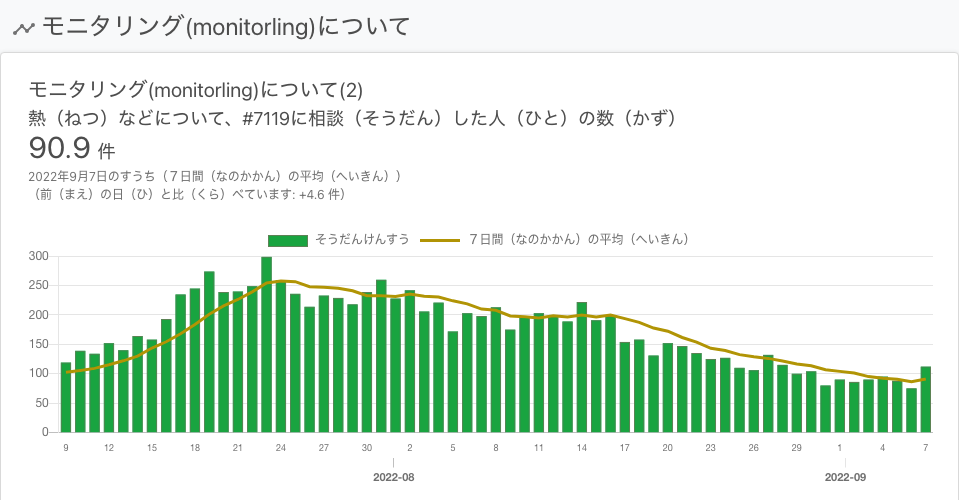 モニタリング(monitorling)について
モニタリング(monitorling)について(2)
熱（ねつ）などについて、#7119に相談（そうだん）した人（ひと）の数（かず）
90.9 件
2022年9月7日のすうち（７日間（なのかかん）の平均（へいきん））
（前（まえ）の日（ひ）と比（くら）べています: +4.6 件）
そうだんけんすう ７日間（なのかかん）の平均（へいきん）
300
250
200
150
100
50
0
9 12 15 18 21 24 27 30 2 5 8 11 14 17 20 23 26 29 1 4 7
2022-08 2022-09